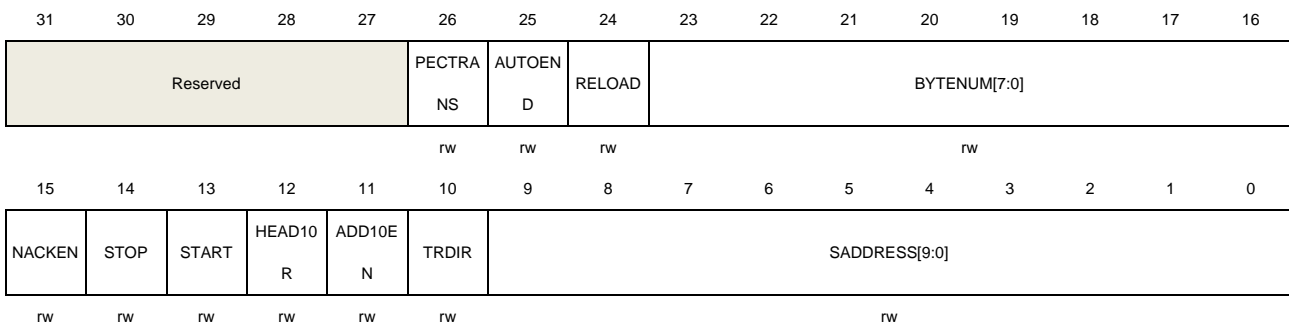 31 30 29 28 27 26 25 24 23 22 21 20 19 18 17 16
Reserved PECTRA NS AUTOEN D RELOAD BYTENUM[7:0]
rw rw rw rw
15 14 13 12 11 10 9 8 7 6 5 4 3 2 1 0
NACKEN STOP START HEAD10 R ADD10E N TRDIR SADDRESS[9:0]
rw rw rw rw rw rw rw